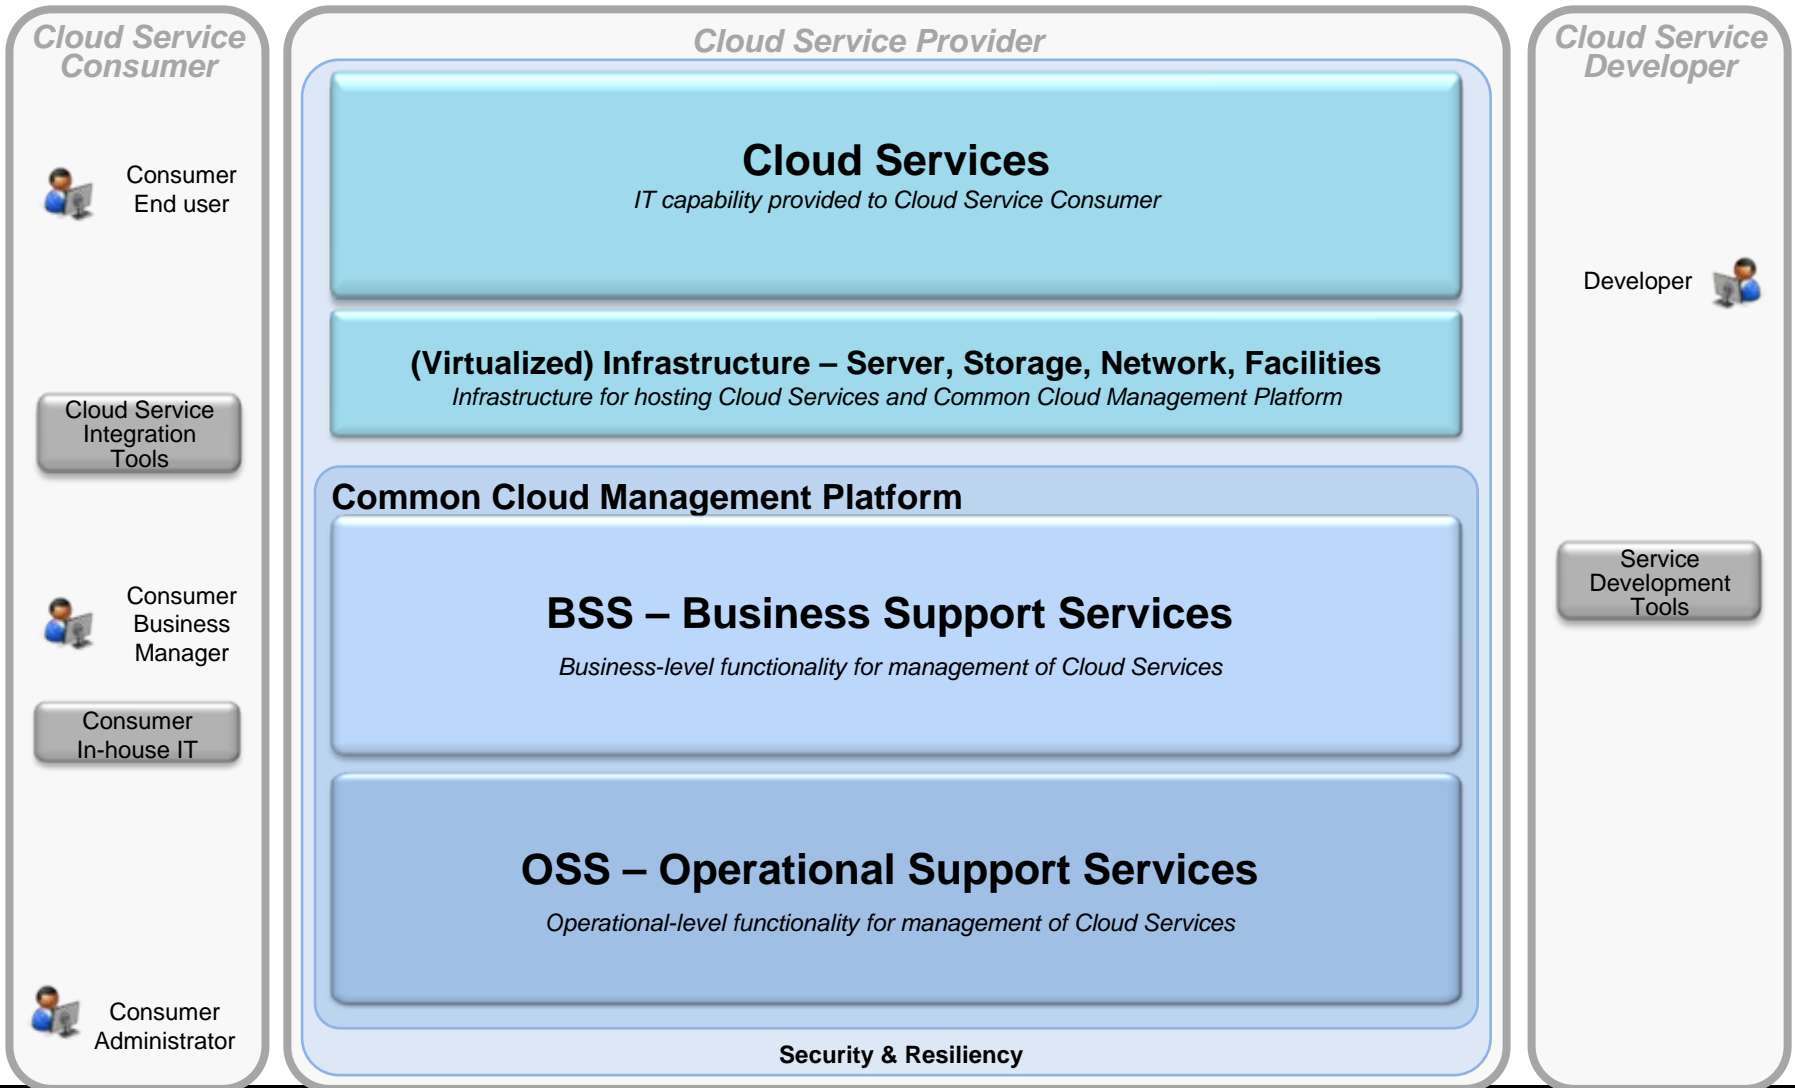 Cloud Service
Consumer
Consumer
End user
Cloud Service
Integration
Tools
Consumer
Business
Manager
Consumer
In-house IT
Consumer
Administrator
Cloud Service Provider
Cloud Services
IT capability provided to Cloud Service Consumer
(Virtualized) Infrastructure – Server, Storage, Network, Facilities
Infrastructure for hosting Cloud Services and Common Cloud Management Platform
Common Cloud Management Platform
BSS – Business Support Services
Business-level functionality for management of Cloud Services
OSS – Operational Support Services
Operational-level functionality for management of Cloud Services
Security & Resiliency
Cloud Service
Developer
Developer
Service
Development
Tools